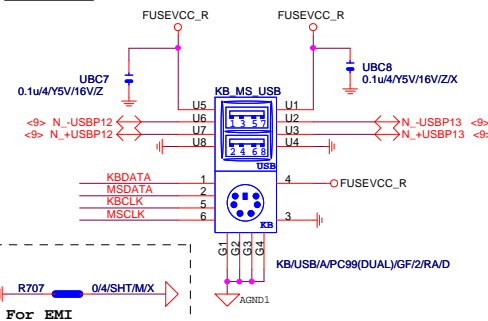 FUSEVCC_R FUSEVCC_R
UBC7
0.1u/4/Y5V/16V/Z
UBC8
0.1u/4/Y5V/16V/Z/X
KB_MS_USB
U5 U1
<9> N_-USBP12 U6 U2 N_-USBP13 <9>
<9> N_+USBP12 U7 U3 N_+USBP13 <9>
U8 U4
1 3 5 7
2 4 6 8
USB
KBDATA 1 4 FUSEVCC_R
MSDATA 2
KBCLK 5
MSCLK 6 3
KB
G1 G2 G3 G4
KB/USB/A/PC99(DUAL)/GF/2/RA/D
AGND1
R707 0/4/SHT/M/X
For EMI